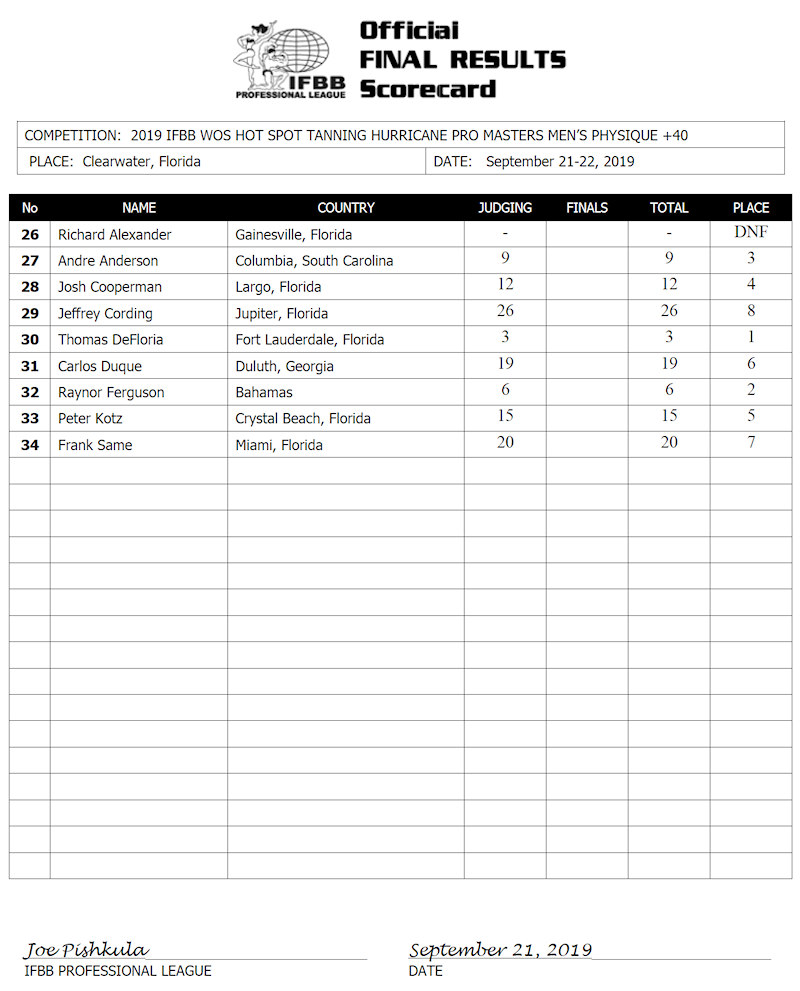 Official
FINAL RESULTS
Scorecard
IFBB
PROFESSIONAL LEAGUE
COMPETITION: 2019 IFBB WOS HOT SPOT TANNING HURRICANE PRO MASTERS MEN'S PHYSIQUE +40
PLACE: Clearwater, Florida DATE: September 21-22, 2019
No NAME COUNTRY JUDGING FINALS TOTAL PLACE
26 Richard Alexander Gainesville, Florida - - DNF
27 Andre Anderson Columbia, South Carolina 9 9 3
28 Josh Cooperman Largo, Florida 12 12 4
29 Jeffrey Cording Jupiter, Florida 26 26 8
30 Thomas DeFloria Fort Lauderdale, Florida 3 3 1
31 Carlos Duque Duluth, Georgia 19 19 6
32 Raynor Ferguson Bahamas 6 6 2
33 Peter Kotz Crystal Beach, Florida 15 15 5
34 Frank Same Miami, Florida 20 20 7
Joe Pishkula September 21, 2019
IFBB PROFESSIONAL LEAGUE DATE